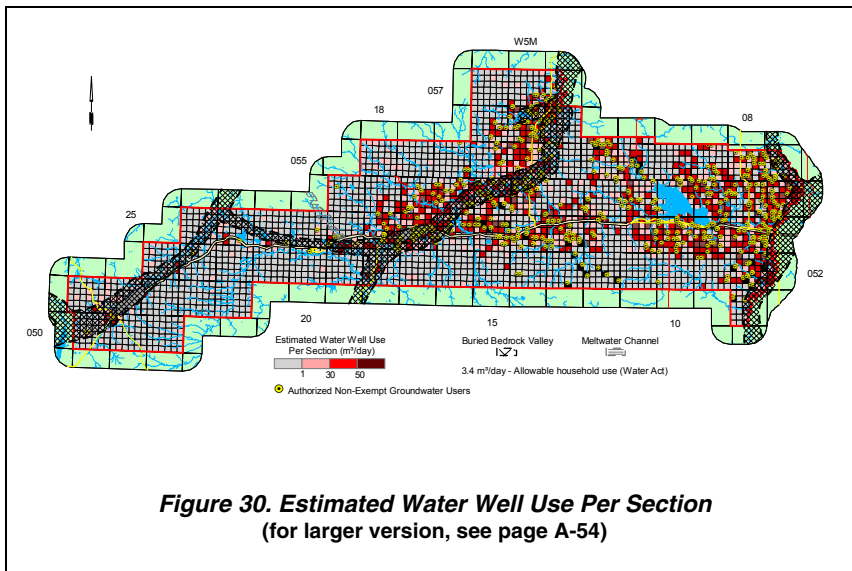 W5M
057
18
08
055
25
052
050
20
15
10
Estimated Water Well Use
Per Section (m³/day)
1 30 50
Authorized Non-Exempt Groundwater Users
Buried Bedrock Valley
Meltwater Channel
3.4 m³/day - Allowable household use (Water Act)
Figure 30. Estimated Water Well Use Per Section
(for larger version, see page A-54)